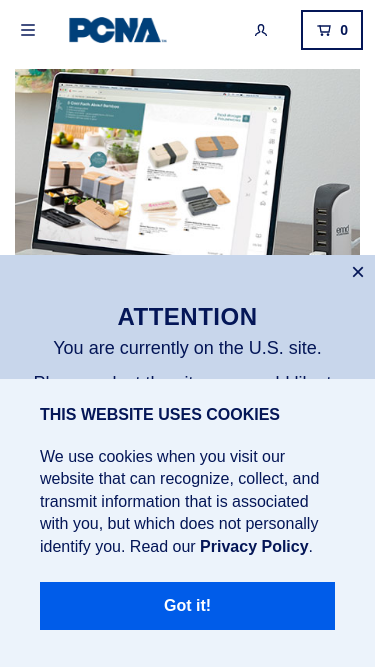 PCNA
0
ATTENTION
You are currently on the U.S. site.
THIS WEBSITE USES COOKIES
We use cookies when you visit our
website that can recognize, collect, and
transmit information that is associated
with you, but which does not personally
identify you. Read our Privacy Policy.
Got it!